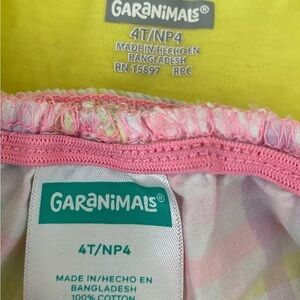 GARANIMALS®
4T/NP4
MADE IN/HECHO EN
BANGLADESH
RN 15897 RPC
GARANIMALS®
4T/NP4
MADE IN/HECHO EN
BANGLADESH
100% COTTON